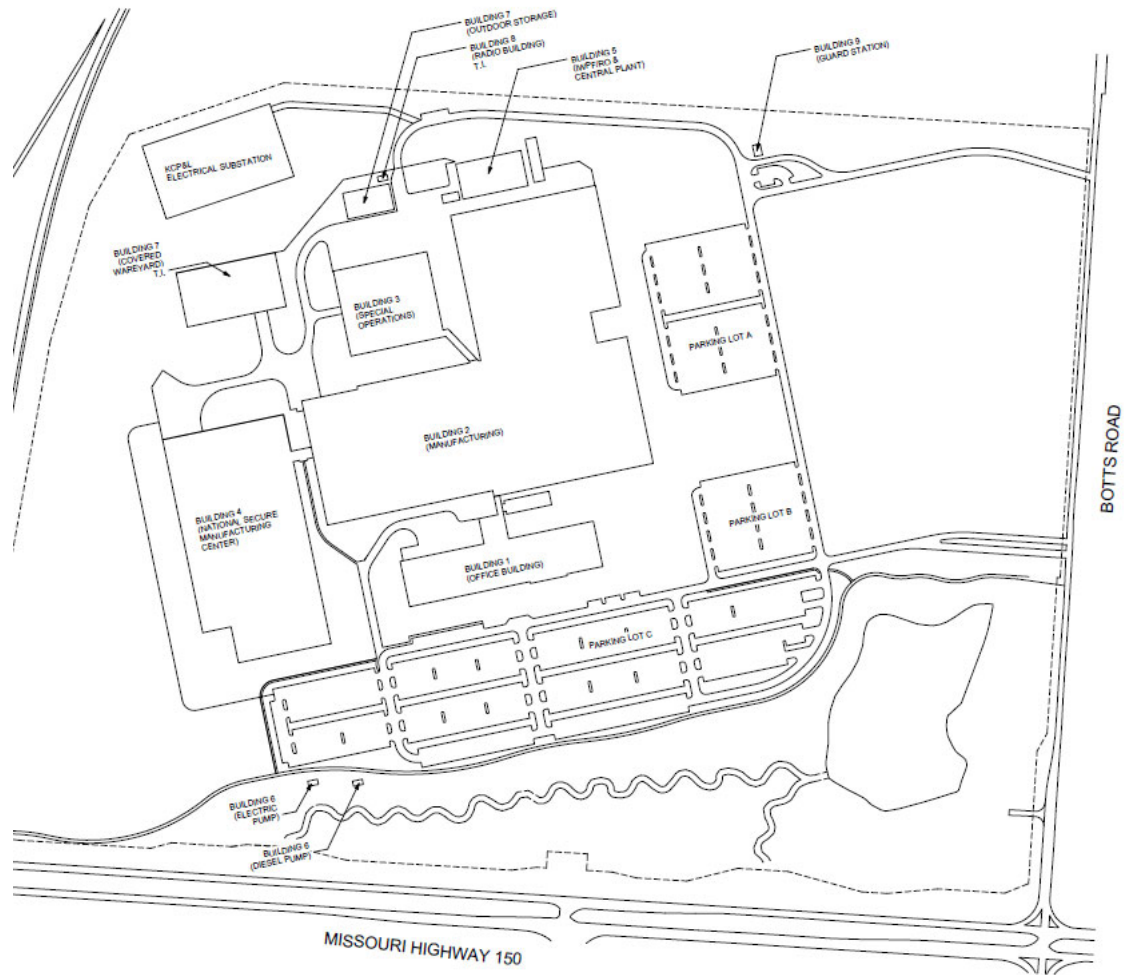 BUILDING 7
(OUTDOOR STORAGE)
BUILDING 8
(RADIO BUILDING)
T.I.
BUILDING 5
(IWPF/RO &
CENTRAL PLANT)
BUILDING 9
(GUARD STATION)
KCP&L
ELECTRICAL SUBSTATION
BUILDING 7
(COVERED
WAREYARD)
T.I.
BUILDING 3
(SPECIAL
OPERATIONS)
PARKING LOT A
BOTTS ROAD
BUILDING 2
(MANUFACTURING)
BUILDING 4
(NATIONAL SECURE
MANUFACTURING
CENTER)
PARKING LOT B
BUILDING 1
(OFFICE BUILDING)
PARKING LOT C
BUILDING 6
(ELECTRIC
PUMP)
BUILDING 6
(DIESEL PUMP)
MISSOURI HIGHWAY 150